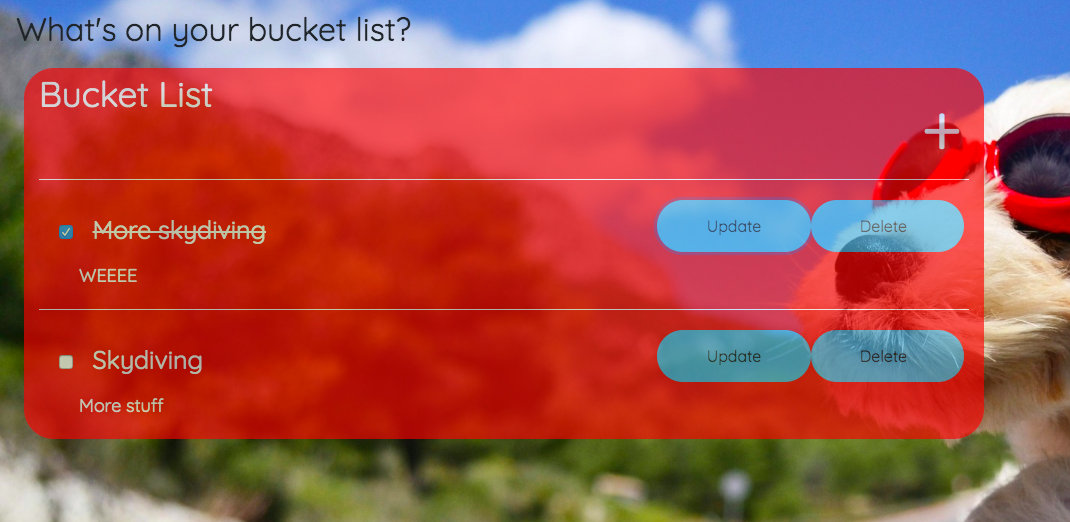 What's on your bucket list?
Bucket List
More skydiving
Update
Delete
WEEEE
Skydiving
Update
Delete
More stuff